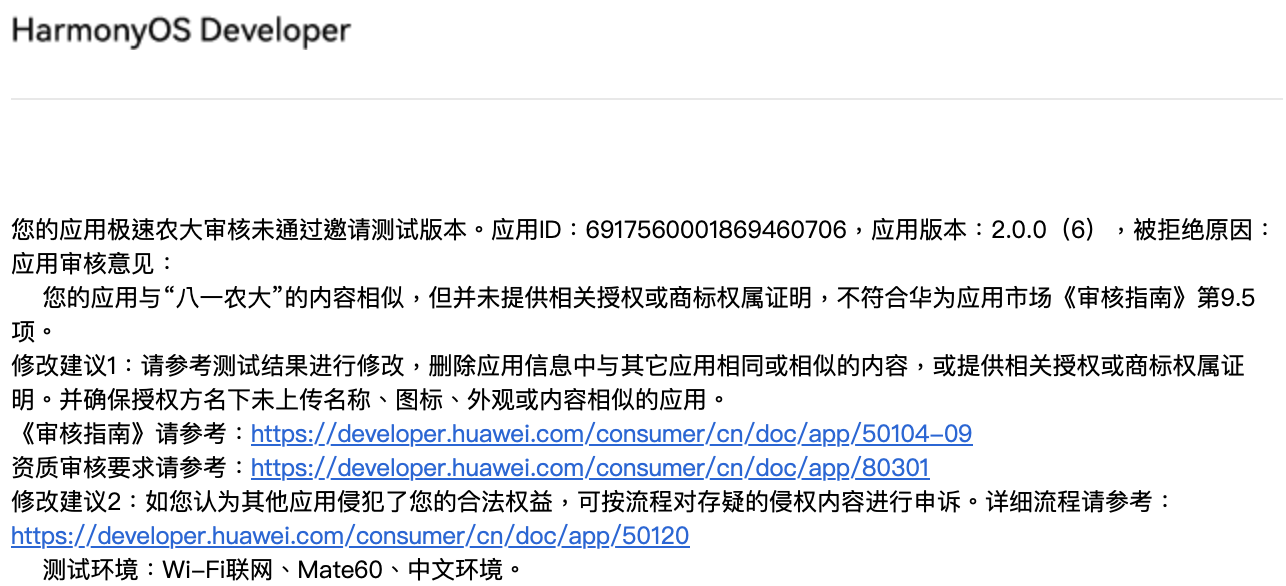 HarmonyOS Developer
您的应用极速农大审核未通过邀请测试版本。应用ID：6917560001869460706，应用版本：2.0.0（6），被拒绝原因：
应用审核意见：
您的应用与“八一农大”的内容相似，但并未提供相关授权或商标权属证明，不符合华为应用市场《审核指南》第9.5
项。
修改建议1：请参考测试结果进行修改，删除应用信息中与其它应用相同或相似的内容，或提供相关授权或商标权属证
明。并确保授权方名下未上传名称、图标、外观或内容相似的应用。
《审核指南》请参考：https://developer.huawei.com/consumer/cn/doc/app/50104-09
资质审核要求请参考：https://developer.huawei.com/consumer/cn/doc/app/80301
修改建议2：如您认为其他应用侵犯了您的合法权益，可按流程对存疑的侵权内容进行申诉。详细流程请参考：
https://developer.huawei.com/consumer/cn/doc/app/50120
测试环境：Wi-Fi联网、Mate60、中文环境。